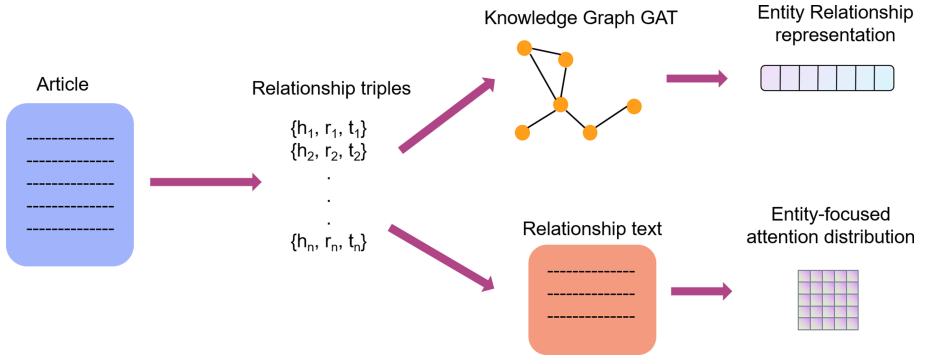 Article
Relationship triples
{h₁, r₁, t₁}
{h₂, r₂, t₂}
.
.
.
{hₙ, rₙ, tₙ}
Knowledge Graph GAT
Entity Relationship
representation
Relationship text
Entity-focused
attention distribution